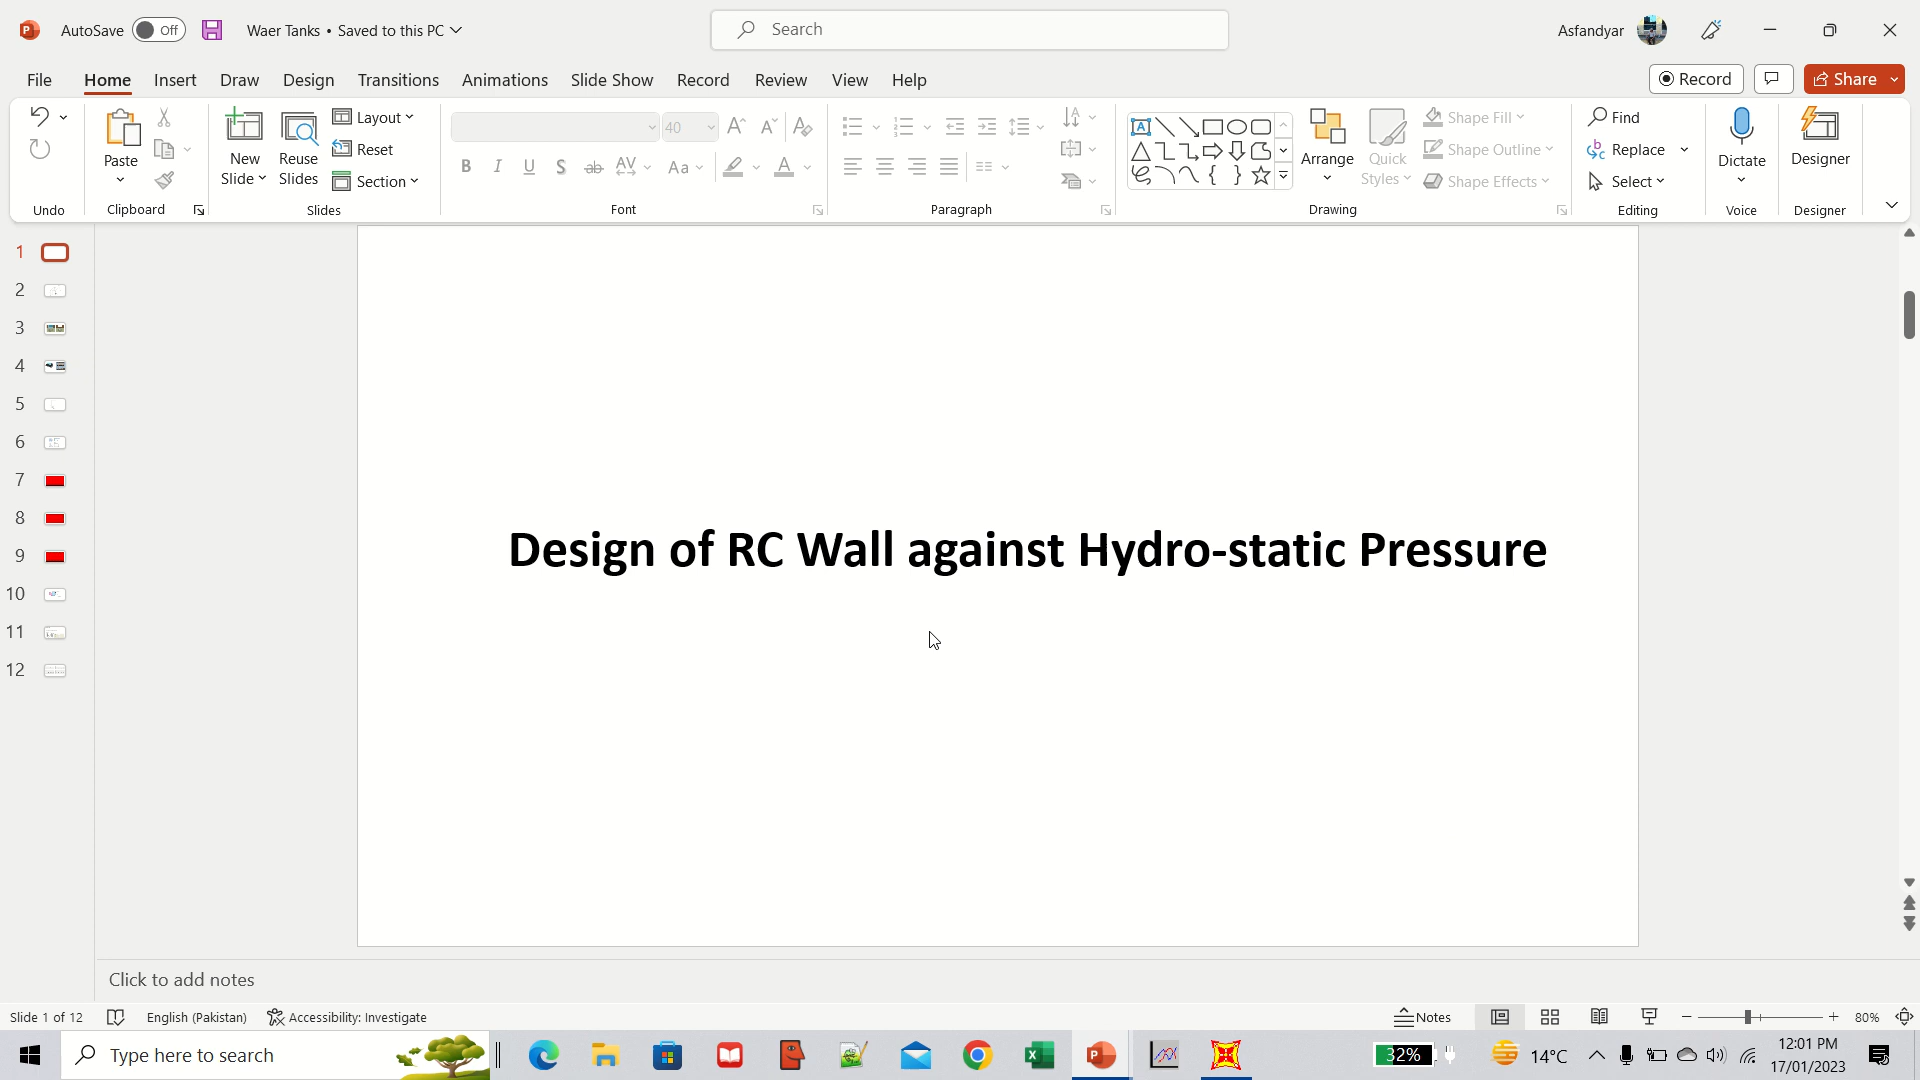 AutoSave Off Waer Tanks • Saved to this PC Search Asfandyar
File Home Insert Draw Design Transitions Animations Slide Show Record Review View Help Record Share
Paste New Slide Reuse Slides Layout Reset Section 40 B I U S ab AV Aa A Arrange Quick Styles Shape Fill Shape Outline Shape Effects Find Replace Select Dictate Designer
Undo Clipboard Slides Font Paragraph Drawing Editing Voice Designer
1
2
3
4
5
6
7
8
9
10
11
12
Design of RC Wall against Hydro-static Pressure
Click to add notes
Slide 1 of 12 English (Pakistan) Accessibility: Investigate Notes 80%
Type here to search 32% 14°C 12:01 PM
17/01/2023